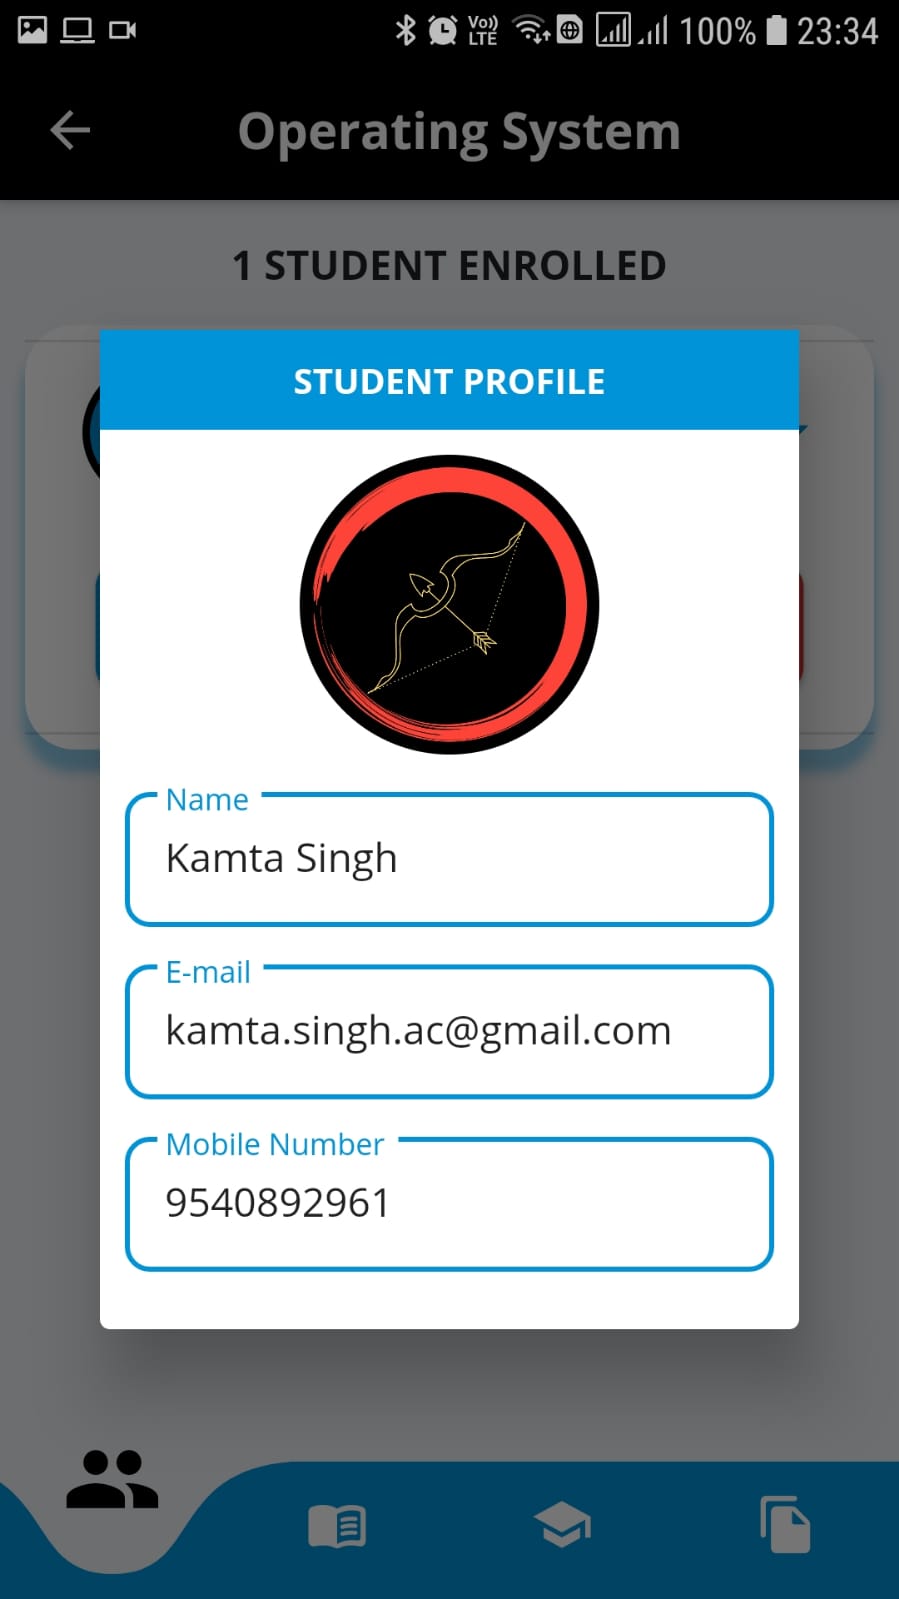 Vo)) LTE 100% 23:34
Operating System
1 STUDENT ENROLLED
STUDENT PROFILE
Name
Kamta Singh
E-mail
kamta.singh.ac@gmail.com
Mobile Number
9540892961